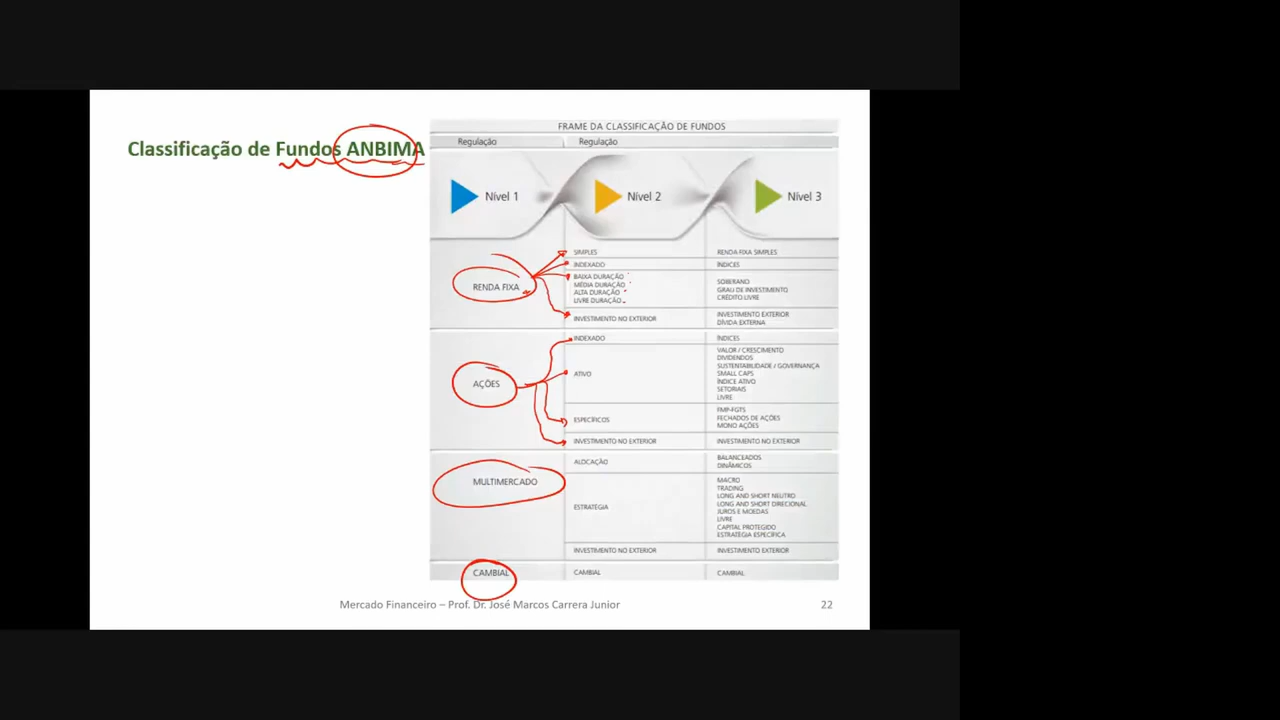 Classificação de Fundos ANBIMA
FRAME DA CLASSIFICAÇÃO DE FUNDOS
Regulação
Regulação
Nível 1
Nível 2
Nível 3
RENDA FIXA
SIMPLES
RENDA FIXA SIMPLES
INDEXADO
ÍNDICES
BAIXA DURAÇÃO
MÉDIA DURAÇÃO
ALTA DURAÇÃO
LIVRE DURAÇÃO
SOBERANO
GRAU DE INVESTIMENTO
CRÉDITO LIVRE
INVESTIMENTO NO EXTERIOR
INVESTIMENTO EXTERIOR
DÍVIDA EXTERNA
AÇÕES
INDEXADO
ÍNDICES
ATIVO
VALOR / CRESCIMENTO
DIVIDENDOS
SUSTENTABILIDADE / GOVERNANÇA
SMALL CAPS
ÍNDICE ATIVO
SETORIAIS
LIVRE
ESPECÍFICOS
FMP-FGTS
FECHADOS DE AÇÕES
MONO AÇÕES
INVESTIMENTO NO EXTERIOR
INVESTIMENTO NO EXTERIOR
MULTIMERCADO
ALOCAÇÃO
BALANCEADOS
DINÂMICOS
ESTRATÉGIA
MACRO
TRADING
LONG AND SHORT NEUTRO
LONG AND SHORT DIRECIONAL
JUROS E MOEDAS
LIVRE
CAPITAL PROTEGIDO
ESTRATÉGIA ESPECÍFICA
INVESTIMENTO NO EXTERIOR
INVESTIMENTO EXTERIOR
CAMBIAL
CAMBIAL
CAMBIAL
Mercado Financeiro – Prof. Dr. José Marcos Carrera Junior
22